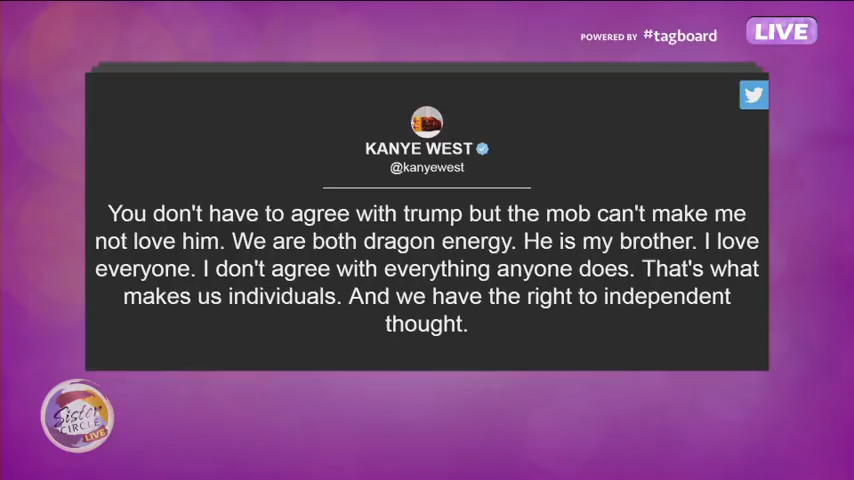 POWERED BY #tagboard
LIVE
KANYE WEST
@kanyewest
You don't have to agree with trump but the mob can't make me
not love him. We are both dragon energy. He is my brother. I love
everyone. I don't agree with everything anyone does. That's what
makes us individuals. And we have the right to independent
thought.
Sister
CIRCLE
LIVE